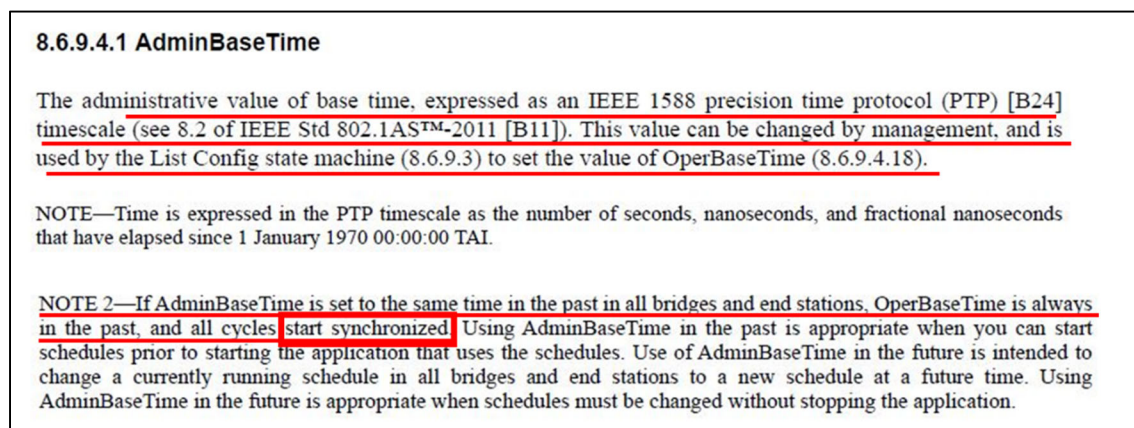 8.6.9.4.1 AdminBaseTime
The administrative value of base time, expressed as an IEEE 1588 precision time protocol (PTP) [B24]
timescale (see 8.2 of IEEE Std 802.1AS™-2011 [B11]). This value can be changed by management, and is
used by the List Config state machine (8.6.9.3) to set the value of OperBaseTime (8.6.9.4.18).
NOTE—Time is expressed in the PTP timescale as the number of seconds, nanoseconds, and fractional nanoseconds
that have elapsed since 1 January 1970 00:00:00 TAI.
NOTE 2—If AdminBaseTime is set to the same time in the past in all bridges and end stations, OperBaseTime is always
in the past, and all cycles start synchronized. Using AdminBaseTime in the past is appropriate when you can start
schedules prior to starting the application that uses the schedules. Use of AdminBaseTime in the future is intended to
change a currently running schedule in all bridges and end stations to a new schedule at a future time. Using
AdminBaseTime in the future is appropriate when schedules must be changed without stopping the application.